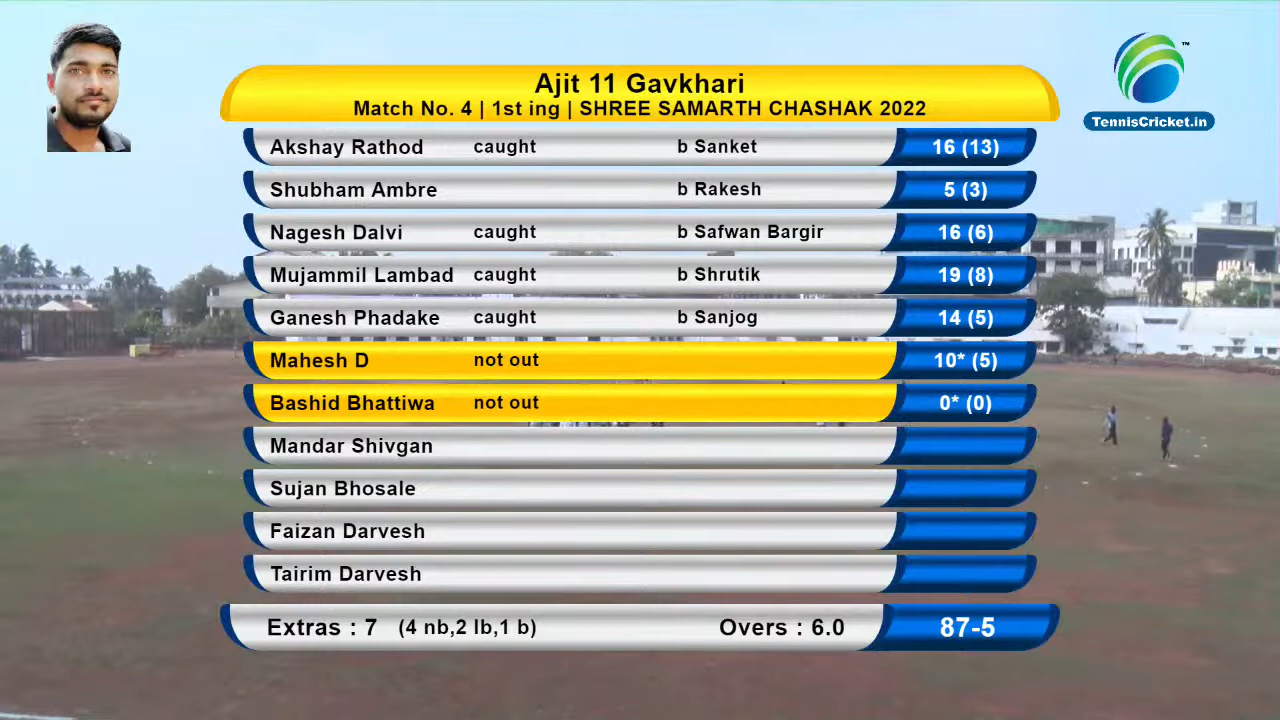 Ajit 11 Gavkhari
Match No. 4 | 1st ing | SHREE SAMARTH CHASHAK 2022
TM
TennisCricket.in
Akshay Rathod caught b Sanket 16 (13)
Shubham Ambre b Rakesh 5 (3)
Nagesh Dalvi caught b Safwan Bargir 16 (6)
Mujammil Lambad caught b Shrutik 19 (8)
Ganesh Phadake caught b Sanjog 14 (5)
Mahesh D not out 10* (5)
Bashid Bhattiwa not out 0* (0)
Mandar Shivgan
Sujan Bhosale
Faizan Darvesh
Tairim Darvesh
Extras : 7 (4 nb,2 lb,1 b) Overs : 6.0 87-5